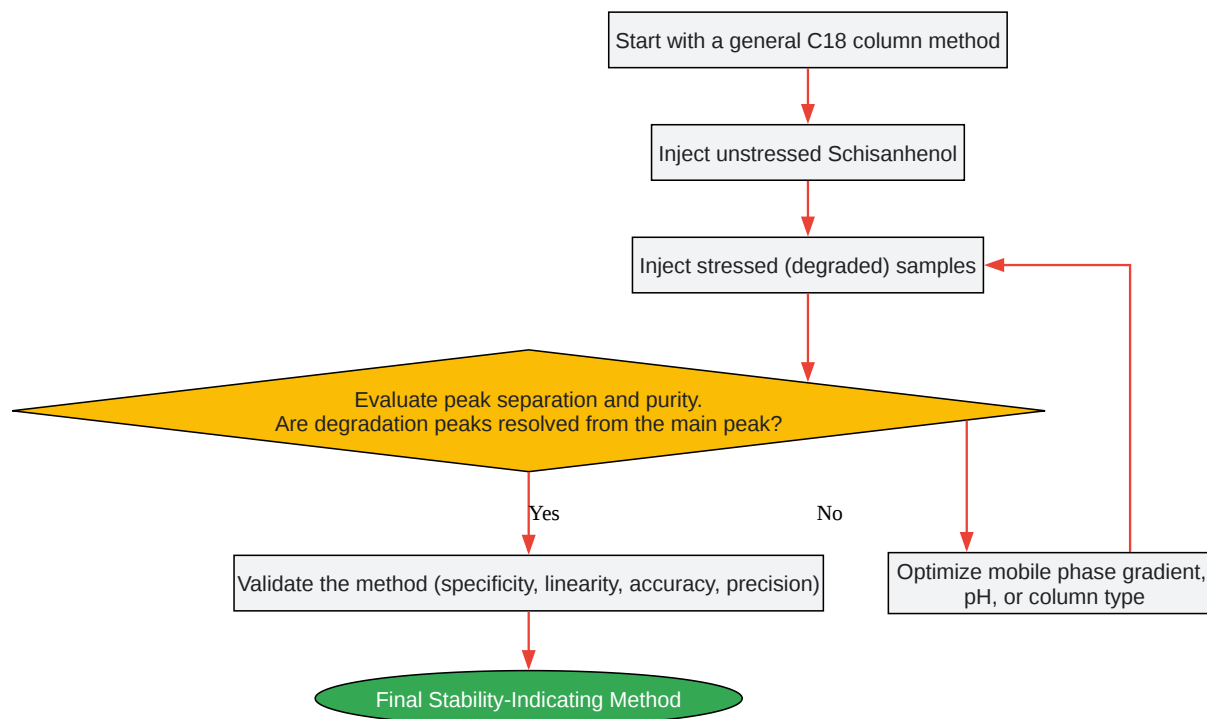 Start with a general C18 column method
Inject unstressed Schisanhenol
Inject stressed (degraded) samples
Evaluate peak separation and purity.
Are degradation peaks resolved from the main peak?
Yes
No
Validate the method (specificity, linearity, accuracy, precision)
Optimize mobile phase gradient,
pH, or column type
Final Stability-Indicating Method